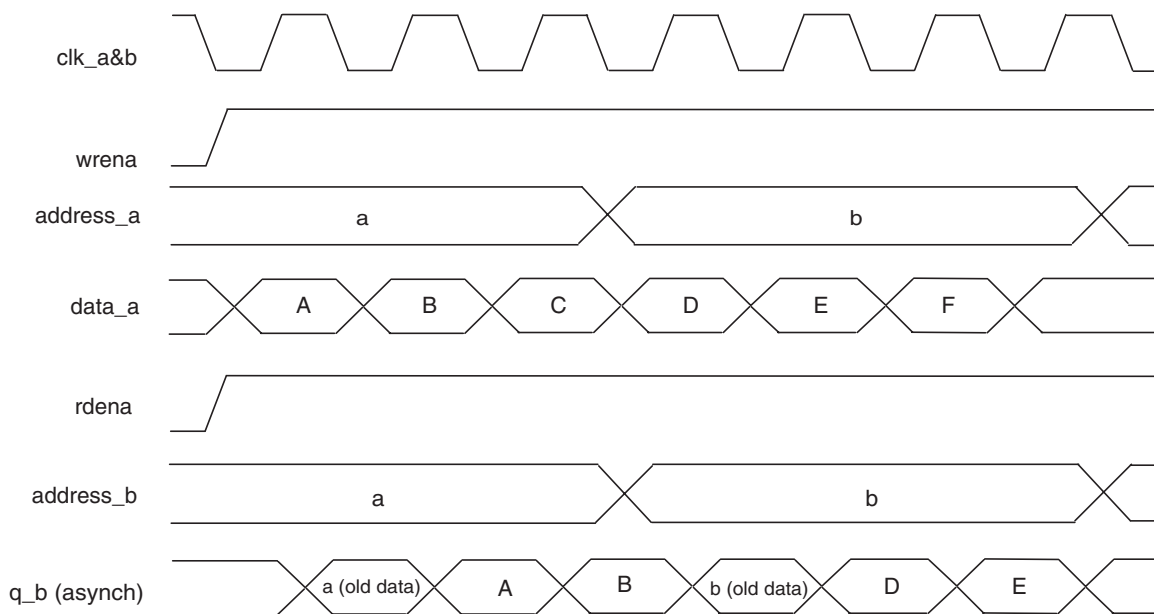 clk_a&b
wrena
address_a a b
data_a A B C D E F
rdena
address_b a b
q_b (asynch) a (old data) A B b (old data) D E